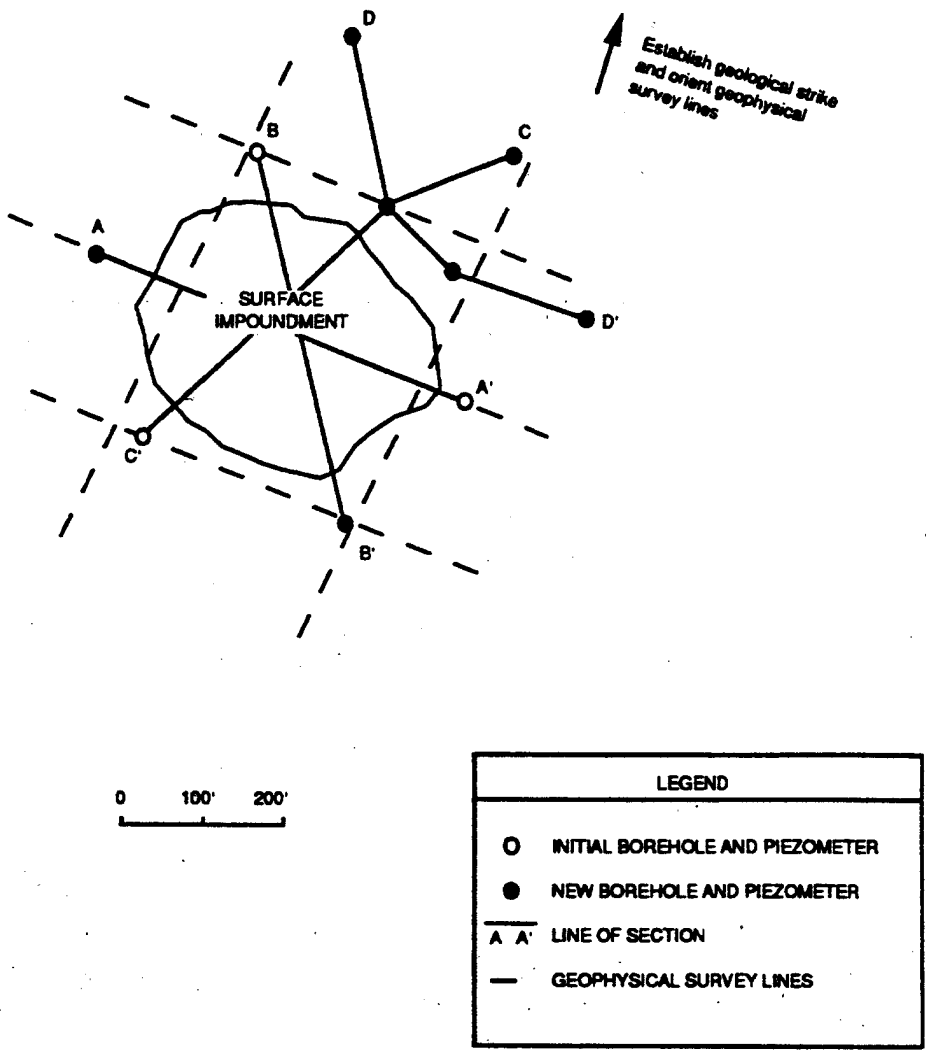 D
Establish geological strike
and orient geophysical
survey lines
B
C
A
SURFACE
IMPOUNDMENT
D'
A'
C'
B'
0 100' 200'
LEGEND
INITIAL BOREHOLE AND PIEZOMETER
NEW BOREHOLE AND PIEZOMETER
A A' LINE OF SECTION
GEOPHYSICAL SURVEY LINES